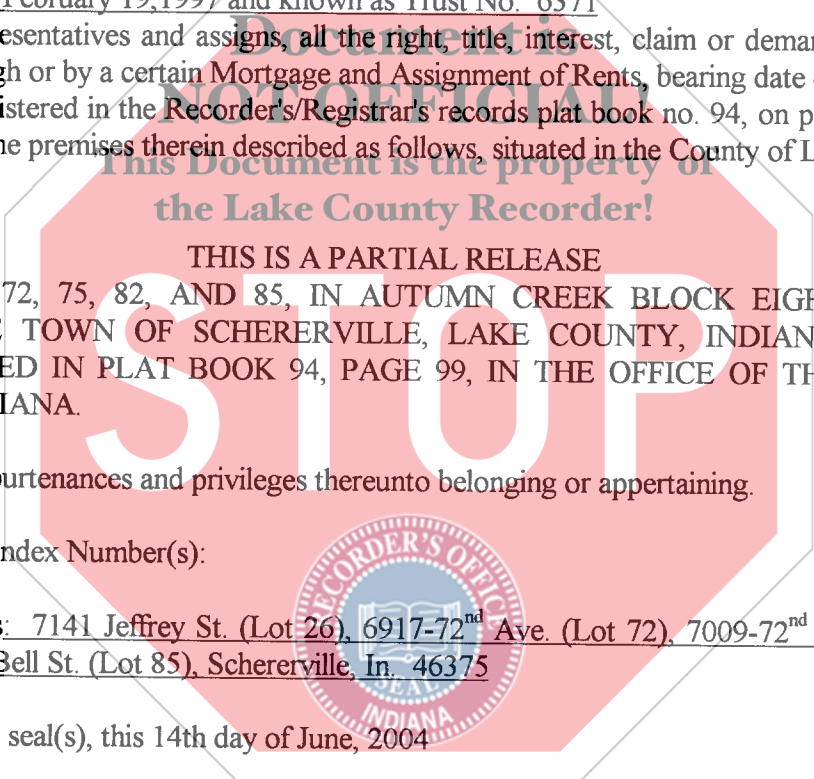 February 19, 1997 and known as Trust No. 6371
esentatives and assigns, all the right, title, interest, claim or demar
gh or by a certain Mortgage and Assignment of Rents, bearing date
istered in the Recorder's/Registrar's records plat book no. 94, on p
ne premises therein described as follows, situated in the County of L
Document is
NOT OFFICIAL!
This Document is the property of
the Lake County Recorder!
THIS IS A PARTIAL RELEASE
72, 75, 82, AND 85, IN AUTUMN CREEK BLOCK EIGH
E TOWN OF SCHERERVILLE, LAKE COUNTY, INDIAN
ED IN PLAT BOOK 94, PAGE 99, IN THE OFFICE OF TH
IANA.
STOP
purtenances and privileges thereunto belonging or appertaining.
ndex Number(s):
s: 7141 Jeffrey St. (Lot 26), 6917-72nd Ave. (Lot 72), 7009-72nd
Bell St. (Lot 85), Schererville, In. 46375
RECORDER'S OFFICE
SEAL
INDIANA
seal(s), this 14th day of June, 2004